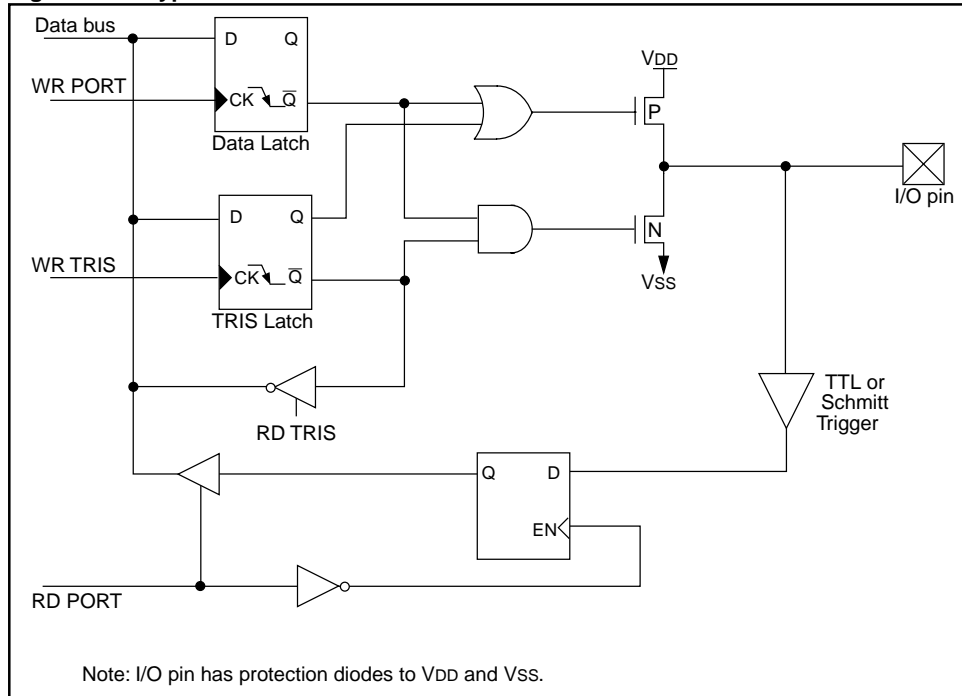 Data bus
D Q
VDD
WR PORT
CK Q̅
P
Data Latch
I/O pin
D Q
N
WR TRIS
CK Q̅
VSS
TRIS Latch
TTL or
Schmitt
Trigger
RD TRIS
Q D
EN
RD PORT
Note: I/O pin has protection diodes to VDD and VSS.